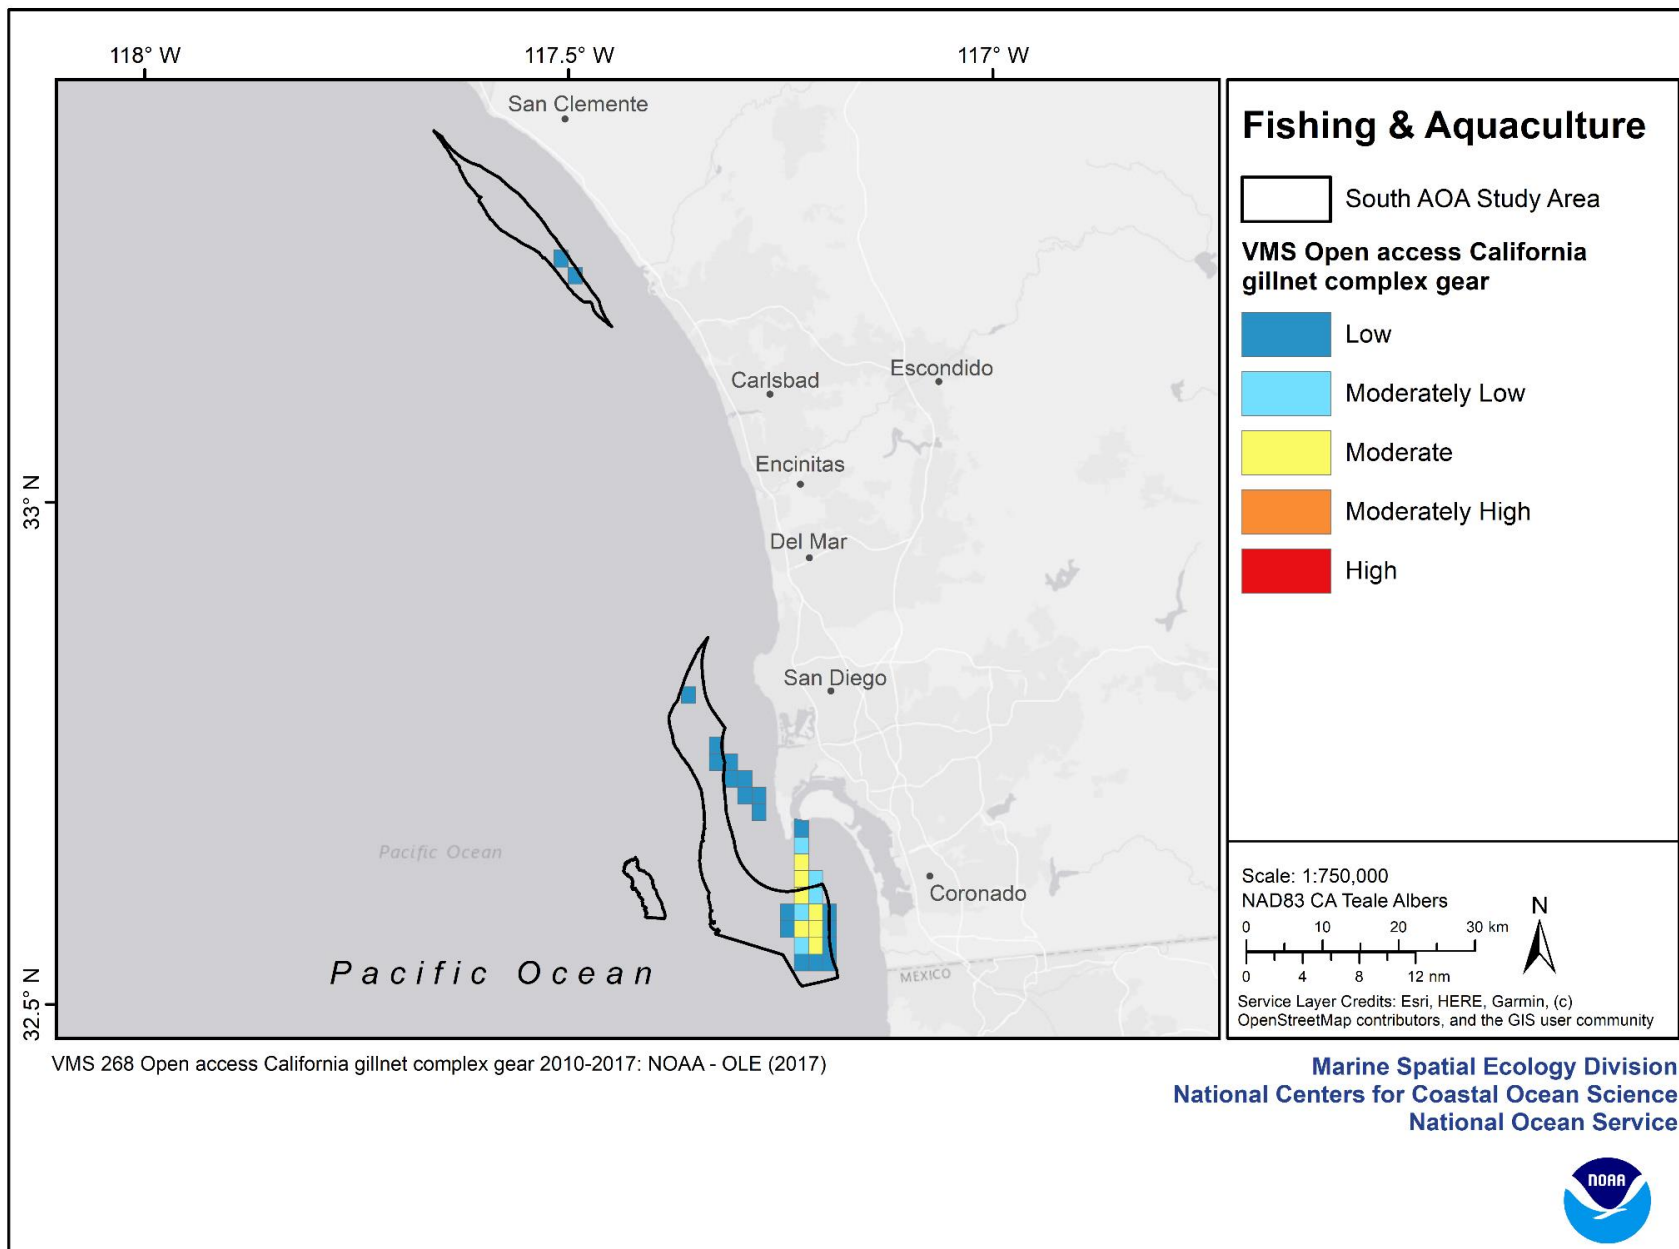 118° W
117.5° W
117° W
33° N
32.5° N
San Clemente
Carlsbad
Escondido
Encinitas
Del Mar
San Diego
Coronado
Pacific Ocean
Pacific Ocean
MEXICO
Fishing & Aquaculture
South AOA Study Area
VMS Open access California
gillnet complex gear
Low
Moderately Low
Moderate
Moderately High
High
Scale: 1:750,000
NAD83 CA Teale Albers
0 10 20 30 km
0 4 8 12 nm
N
Service Layer Credits: Esri, HERE, Garmin, (c)
OpenStreetMap contributors, and the GIS user community
VMS 268 Open access California gillnet complex gear 2010-2017: NOAA - OLE (2017)
Marine Spatial Ecology Division
National Centers for Coastal Ocean Science
National Ocean Service
NOAA